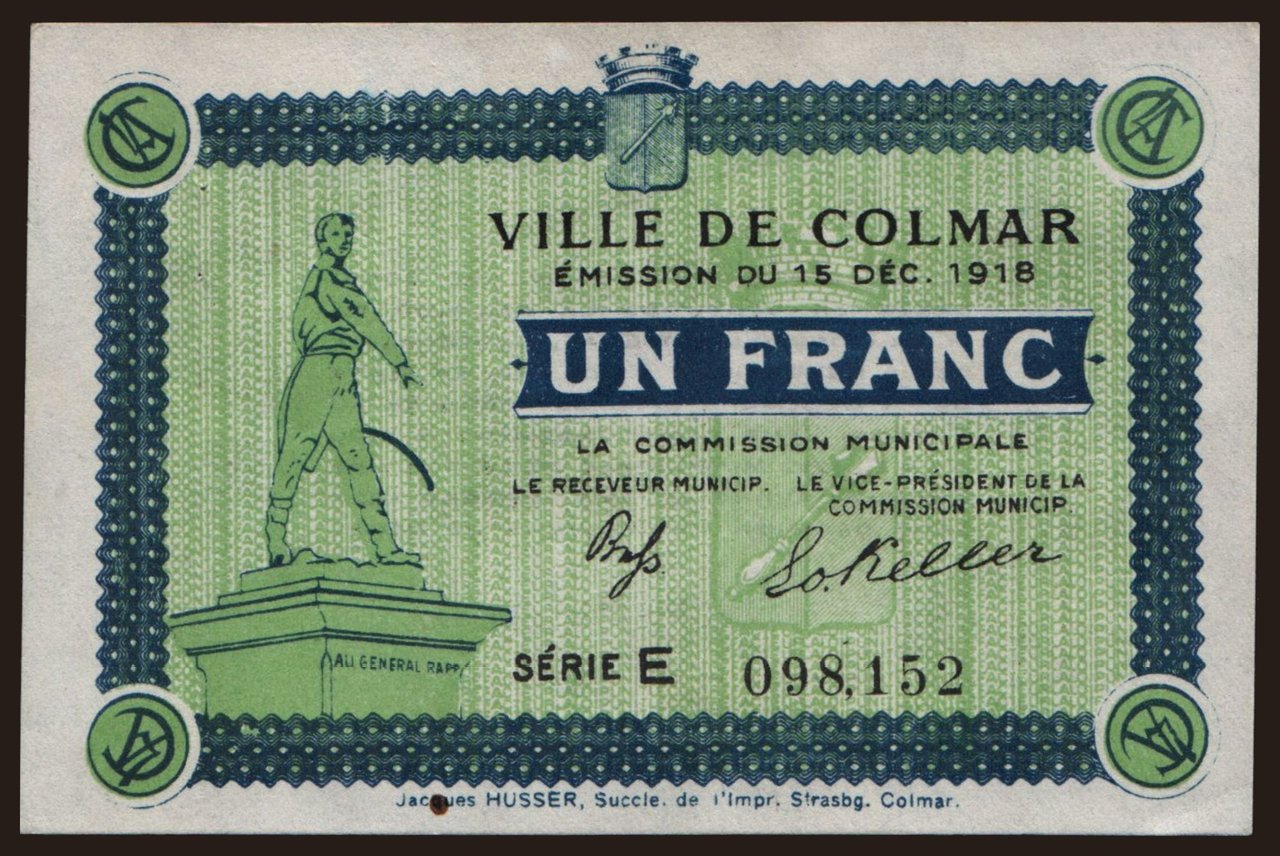 VILLE DE COLMAR
ÉMISSION DU 15 DÉC. 1918
UN FRANC
LA COMMISSION MUNICIPALE
LE RECEVEUR MUNICIP. LE VICE-PRÉSIDENT DE LA
COMMISSION MUNICIP.
Keller
AU GENERAL RAPP
SÉRIE E 098,152
Jacques HUSSER, Succle. de l'Impr. Strasbg. Colmar.